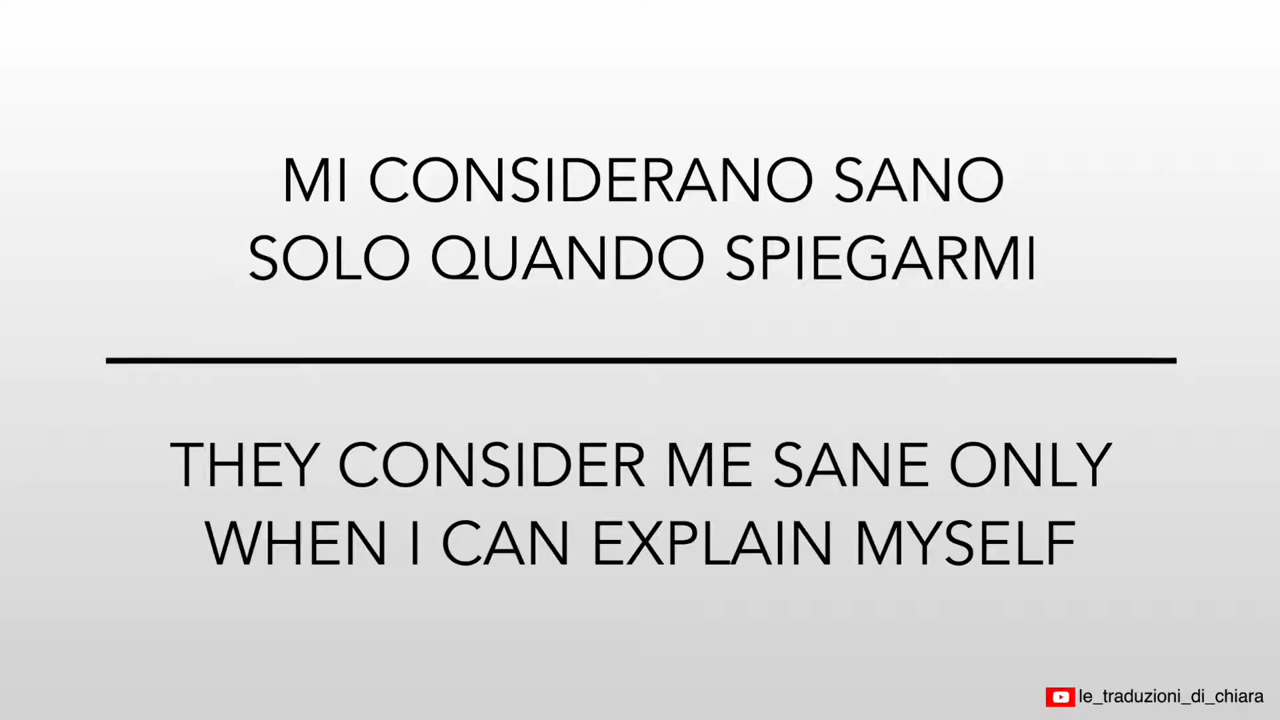 MI CONSIDERANO SANO
SOLO QUANDO SPIEGARMI
THEY CONSIDER ME SANE ONLY
WHEN I CAN EXPLAIN MYSELF
le_traduzioni_di_chiara